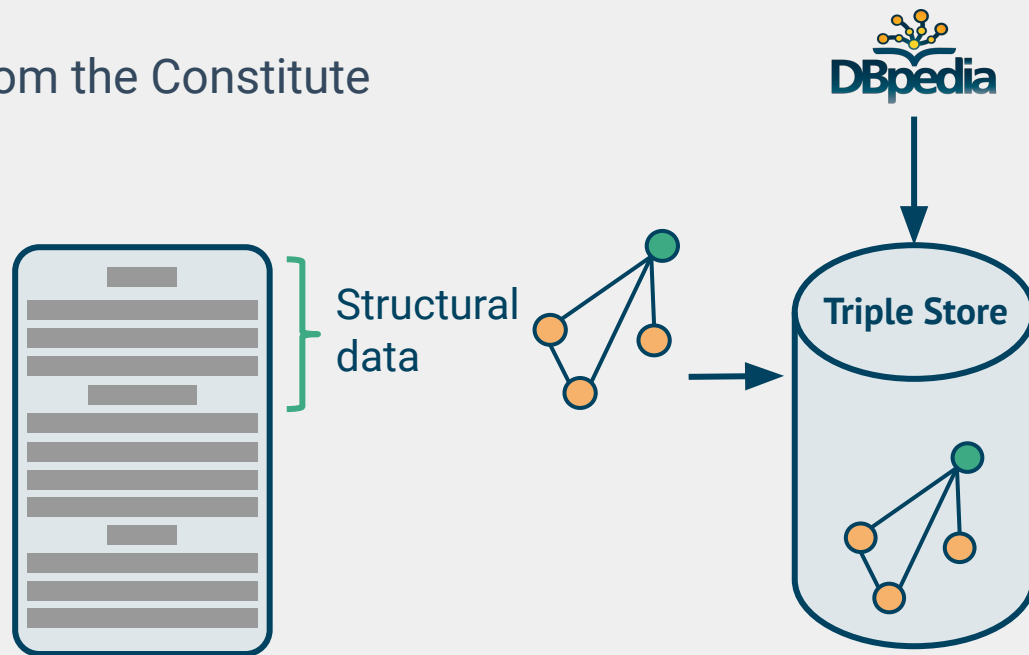 om the Constitute
DBpedia
Structural
data
Triple Store